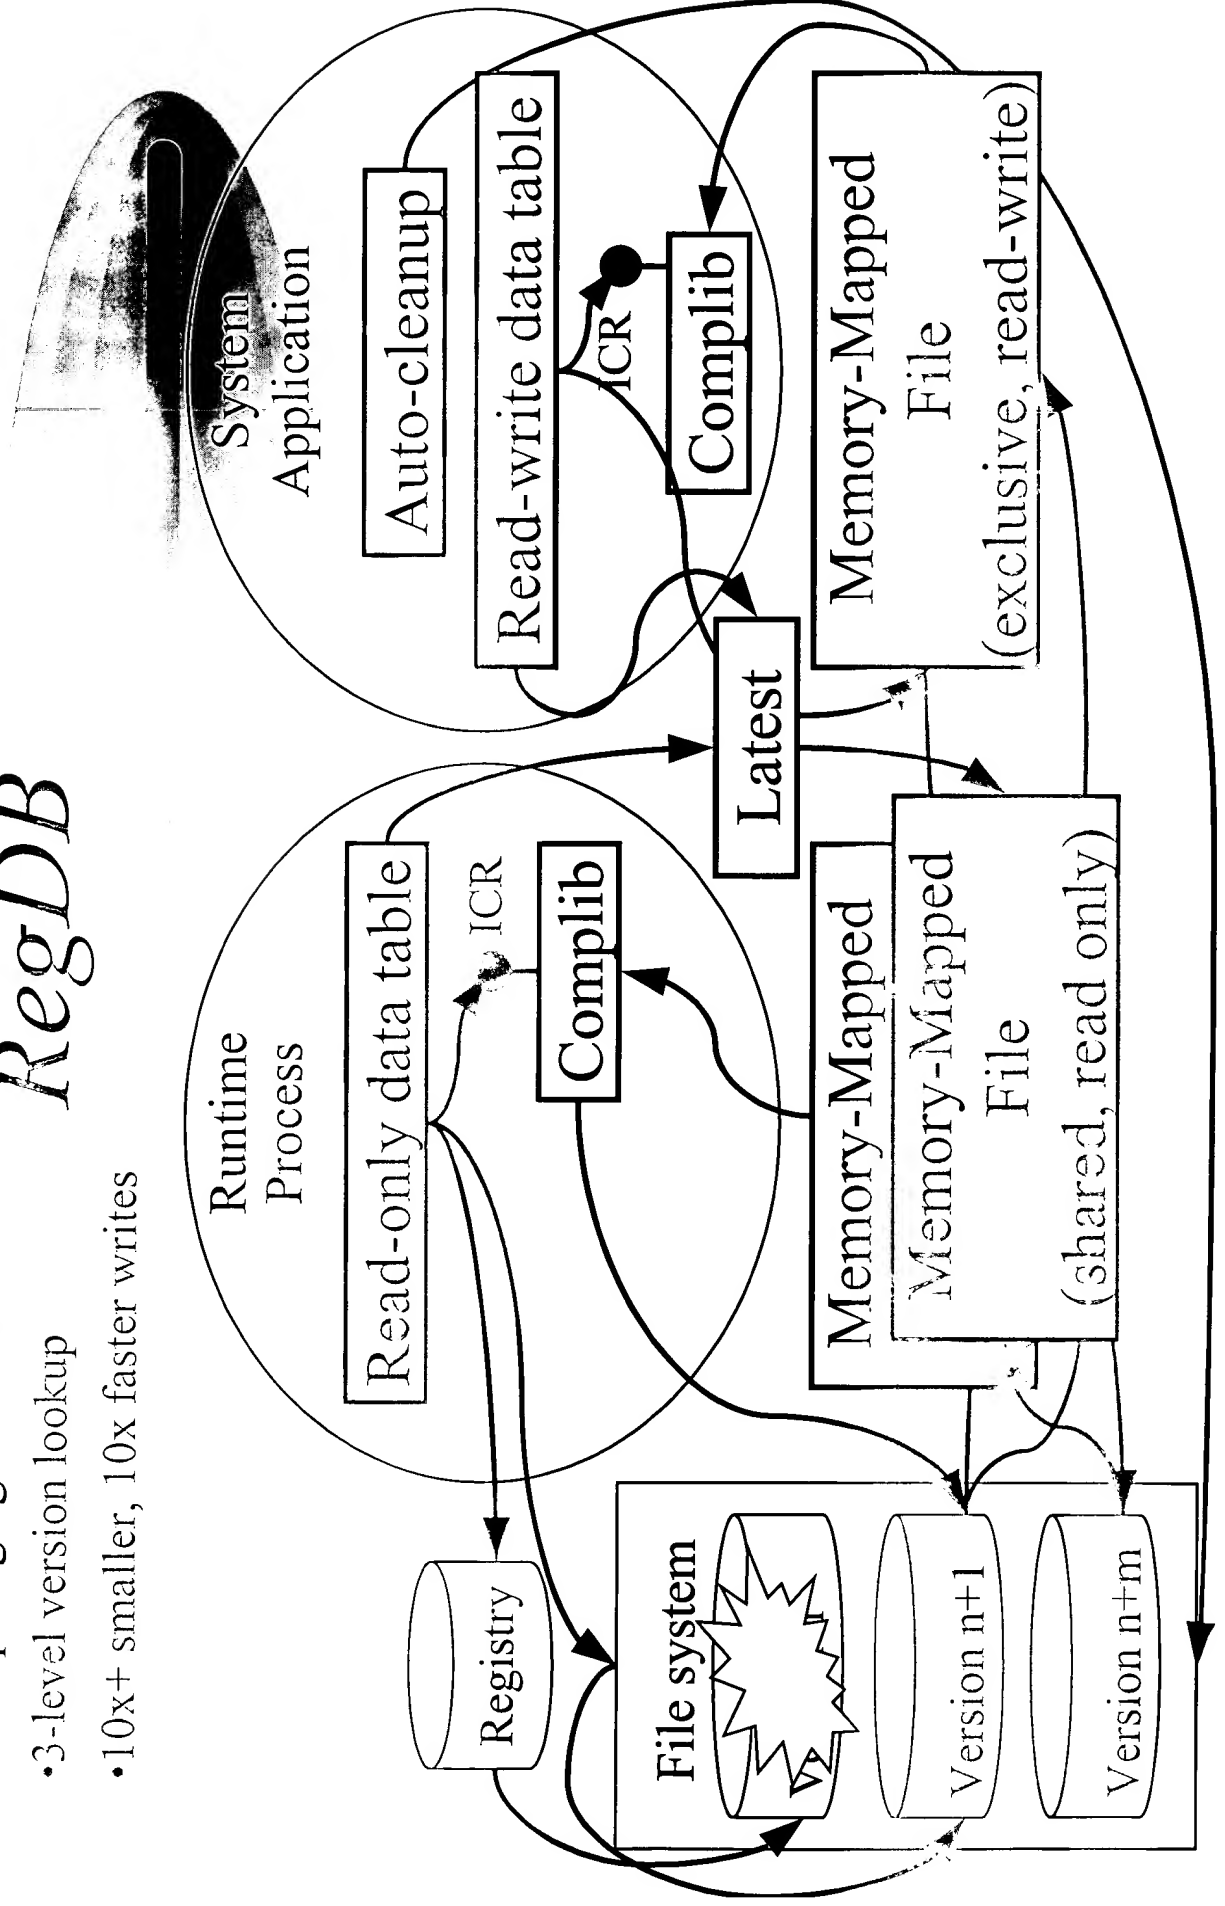 RegDB
•3-level version lookup
•10x+ smaller, 10x faster writes
Runtime
Process
System
Application
Read-only data table
ICR
Complib
Auto-cleanup
Read-write data table
ICR
Complib
Registry
Latest
File system
Version n+1
Version n+m
Memory-Mapped
Memory-Mapped
File
(shared, read only)
Memory-Mapped
File
(exclusive, read-write)